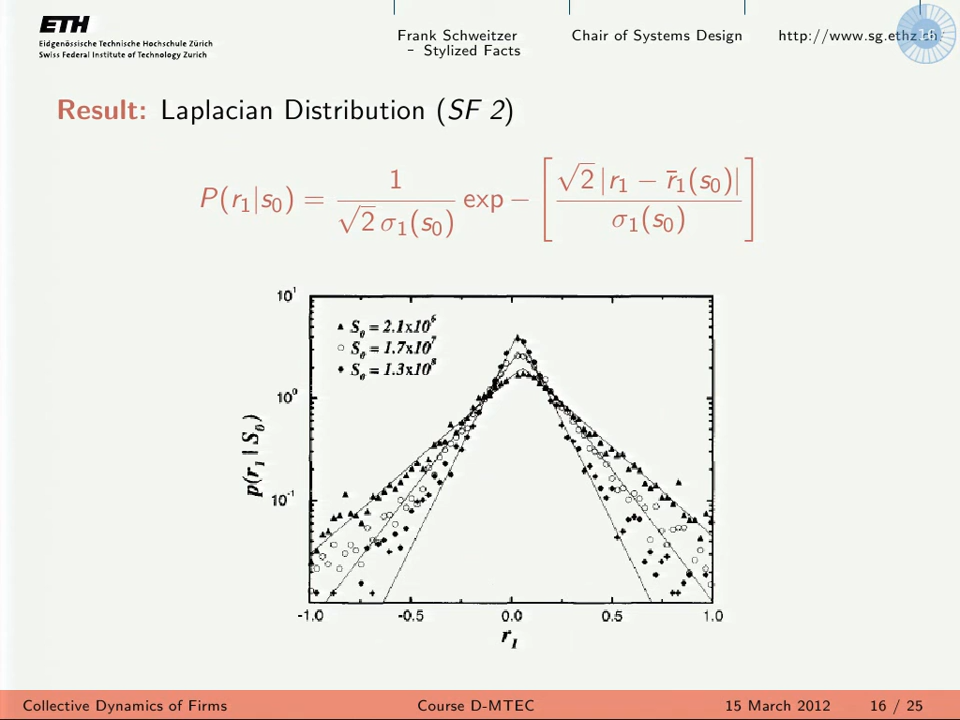 ETH
Eidgenössische Technische Hochschule Zürich
Swiss Federal Institute of Technology Zurich
Frank Schweitzer
– Stylized Facts
Chair of Systems Design
http://www.sg.ethz.ch/
16
Result: Laplacian Distribution (SF 2)
P(r₁|s₀) = 1 / (√2 σ₁(s₀)) exp − [ √2 |r₁ − r̄₁(s₀)| / σ₁(s₀) ]
10¹
S₀ = 2.1x10⁶
S₀ = 1.7x10⁷
S₀ = 1.3x10⁸
10⁰
p(r₁ | S₀)
10⁻¹
-1.0 -0.5 0.0 0.5 1.0
r₁
Collective Dynamics of Firms Course D-MTEC 15 March 2012 16 / 25